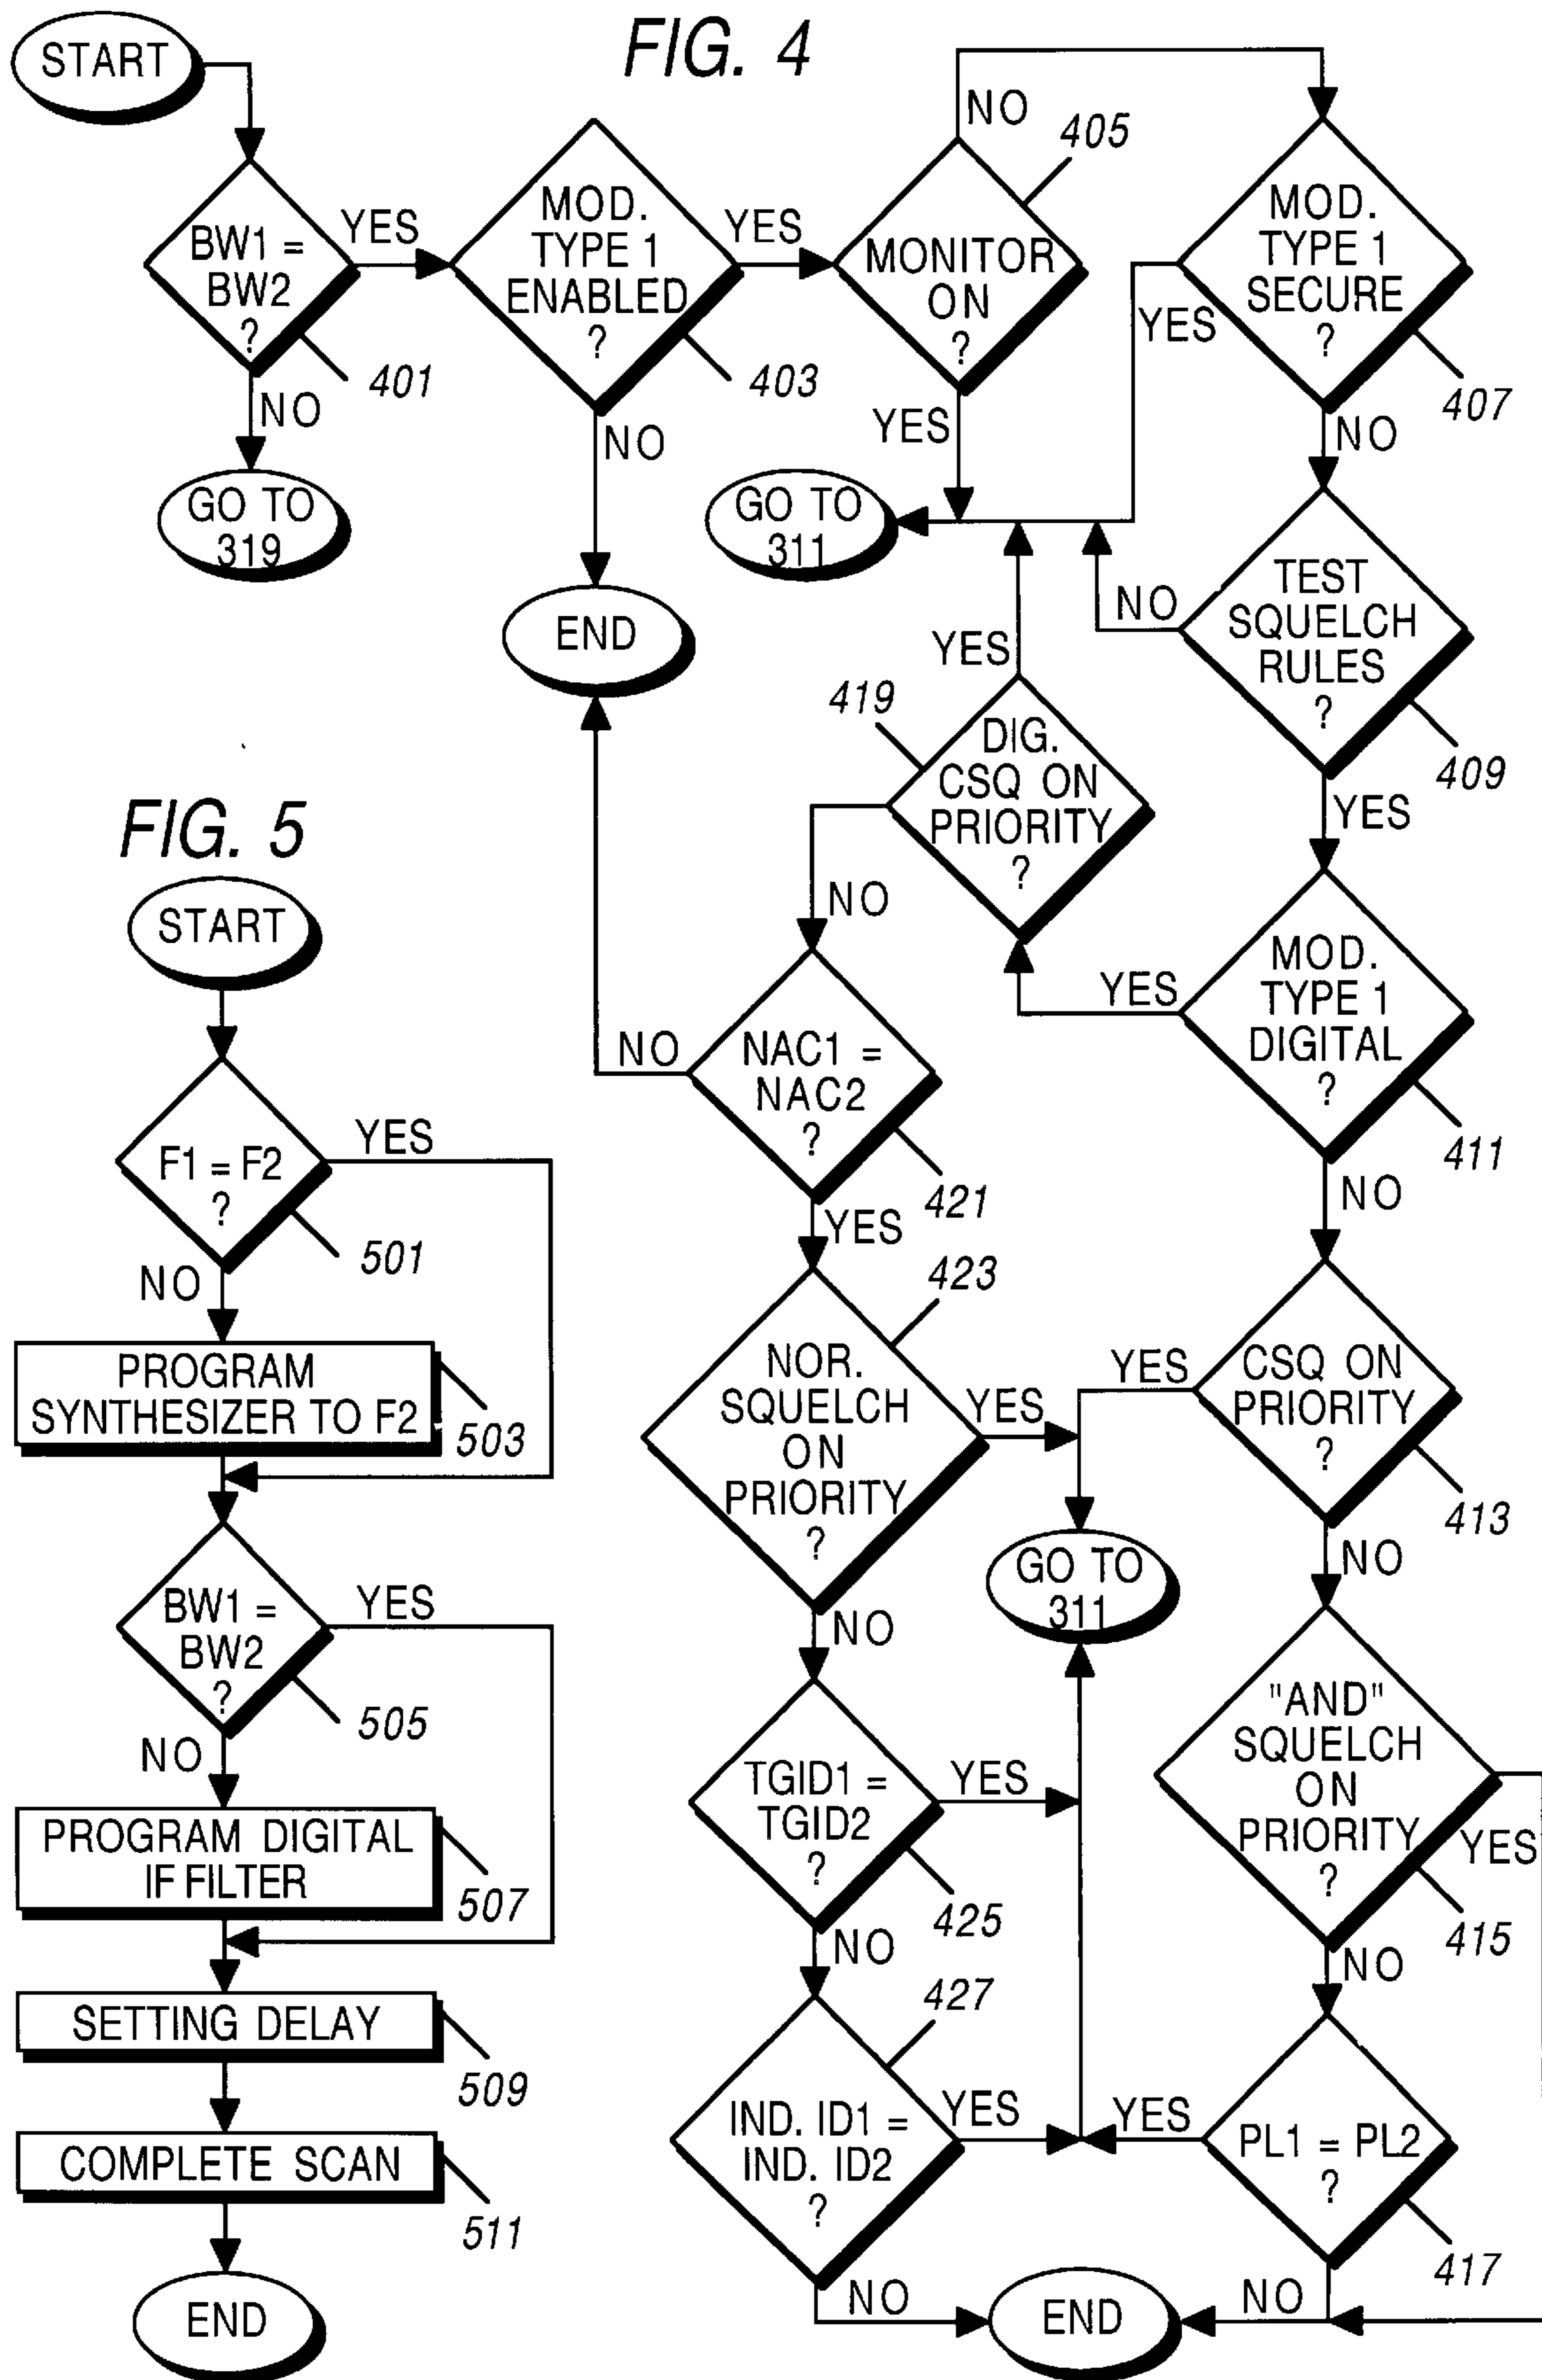 FIG. 4
START
BW1 =
BW2
?
401
YES
NO
GO TO
319
MOD.
TYPE 1
ENABLED
?
403
YES
NO
END
MONITOR
ON
?
405
NO
YES
GO TO
311
MOD.
TYPE 1
SECURE
?
407
YES
NO
TEST
SQUELCH
RULES
?
409
NO
YES
MOD.
TYPE 1
DIGITAL
?
411
YES
NO
419
DIG.
CSQ ON
PRIORITY
?
YES
NO
NAC1 =
NAC2
?
421
NO
YES
423
NOR.
SQUELCH
ON
PRIORITY
?
YES
NO
CSQ ON
PRIORITY
?
413
YES
NO
GO TO
311
TGID1 =
TGID2
?
425
YES
NO
"AND"
SQUELCH
ON
PRIORITY
?
415
YES
NO
427
IND. ID1 =
IND. ID2
?
YES
NO
PL1 = PL2
?
417
YES
NO
END
FIG. 5
START
F1 = F2
?
501
YES
NO
PROGRAM
SYNTHESIZER TO F2
503
BW1 =
BW2
?
505
YES
NO
PROGRAM DIGITAL
IF FILTER
507
SETTING DELAY
509
COMPLETE SCAN
511
END